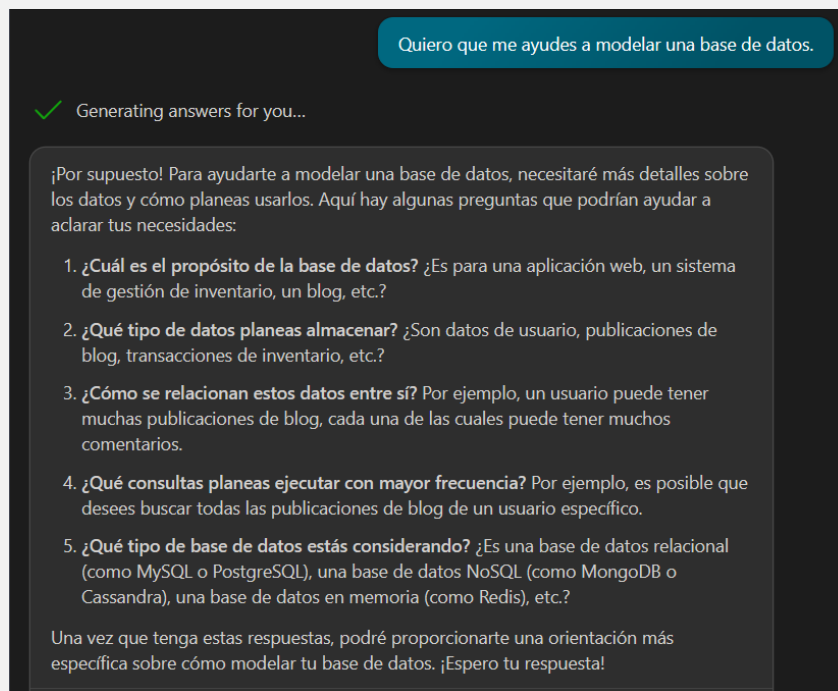 Quiero que me ayudes a modelar una base de datos.
Generating answers for you...
¡Por supuesto! Para ayudarte a modelar una base de datos, necesitaré más detalles sobre
los datos y cómo planeas usarlos. Aquí hay algunas preguntas que podrían ayudar a
aclarar tus necesidades:
1. ¿Cuál es el propósito de la base de datos? ¿Es para una aplicación web, un sistema
de gestión de inventario, un blog, etc.?
2. ¿Qué tipo de datos planeas almacenar? ¿Son datos de usuario, publicaciones de
blog, transacciones de inventario, etc.?
3. ¿Cómo se relacionan estos datos entre sí? Por ejemplo, un usuario puede tener
muchas publicaciones de blog, cada una de las cuales puede tener muchos
comentarios.
4. ¿Qué consultas planeas ejecutar con mayor frecuencia? Por ejemplo, es posible que
desees buscar todas las publicaciones de blog de un usuario específico.
5. ¿Qué tipo de base de datos estás considerando? ¿Es una base de datos relacional
(como MySQL o PostgreSQL), una base de datos NoSQL (como MongoDB o
Cassandra), una base de datos en memoria (como Redis), etc.?
Una vez que tenga estas respuestas, podré proporcionarte una orientación más
específica sobre cómo modelar tu base de datos. ¡Espero tu respuesta!